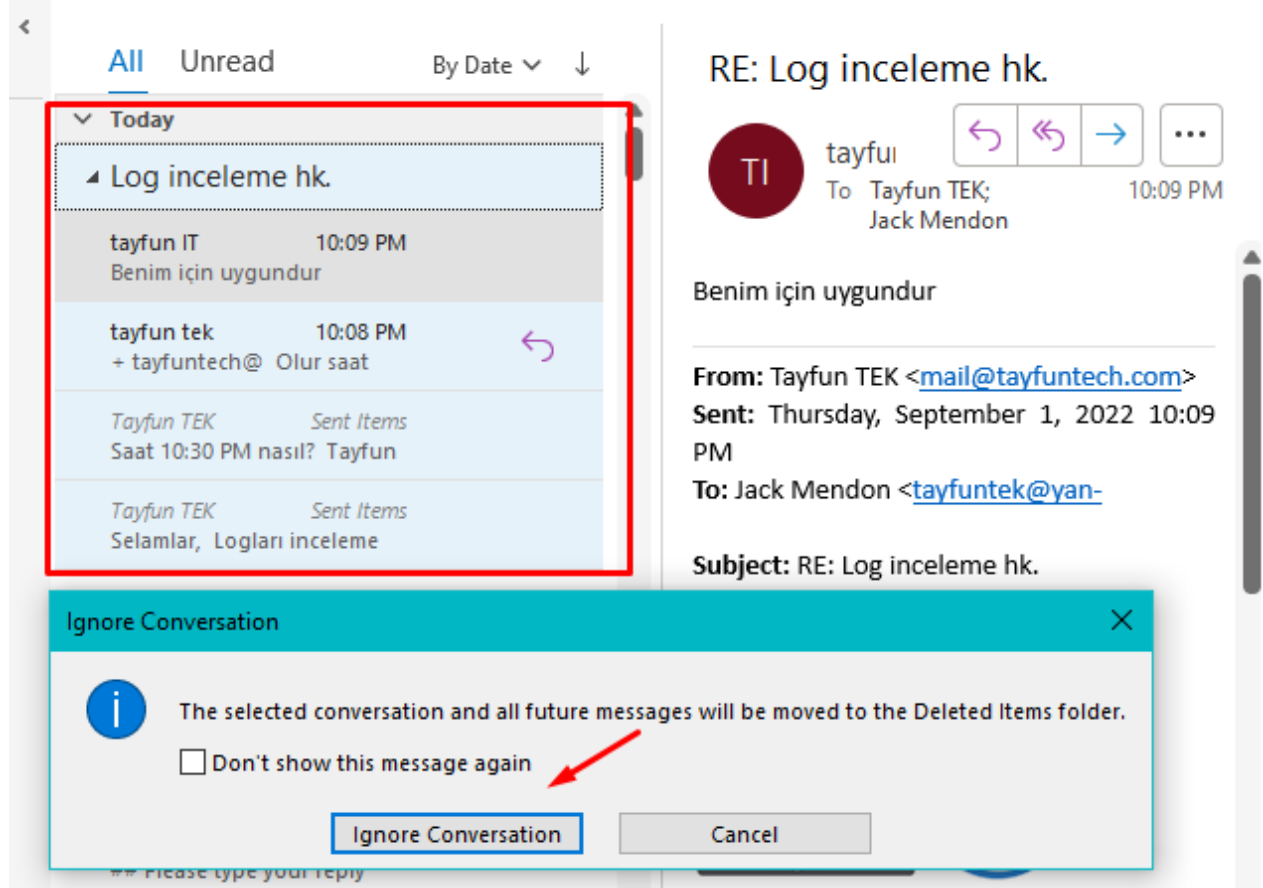 All Unread By Date
Today
Log inceleme hk.
tayfun IT 10:09 PM
Benim için uygundur
tayfun tek 10:08 PM
+ tayfuntech@ Olur saat
Tayfun TEK Sent Items
Saat 10:30 PM nasıl? Tayfun
Tayfun TEK Sent Items
Selamlar, Logları inceleme
RE: Log inceleme hk.
TI
To Tayfun TEK; 10:09 PM
Jack Mendon
Benim için uygundur
From: Tayfun TEK <mail@tayfuntech.com>
Sent: Thursday, September 1, 2022 10:09
PM
To: Jack Mendon <tayfuntek@yan-
Subject: RE: Log inceleme hk.
Ignore Conversation
The selected conversation and all future messages will be moved to the Deleted Items folder.
Don't show this message again
Ignore Conversation Cancel
## Please type your reply